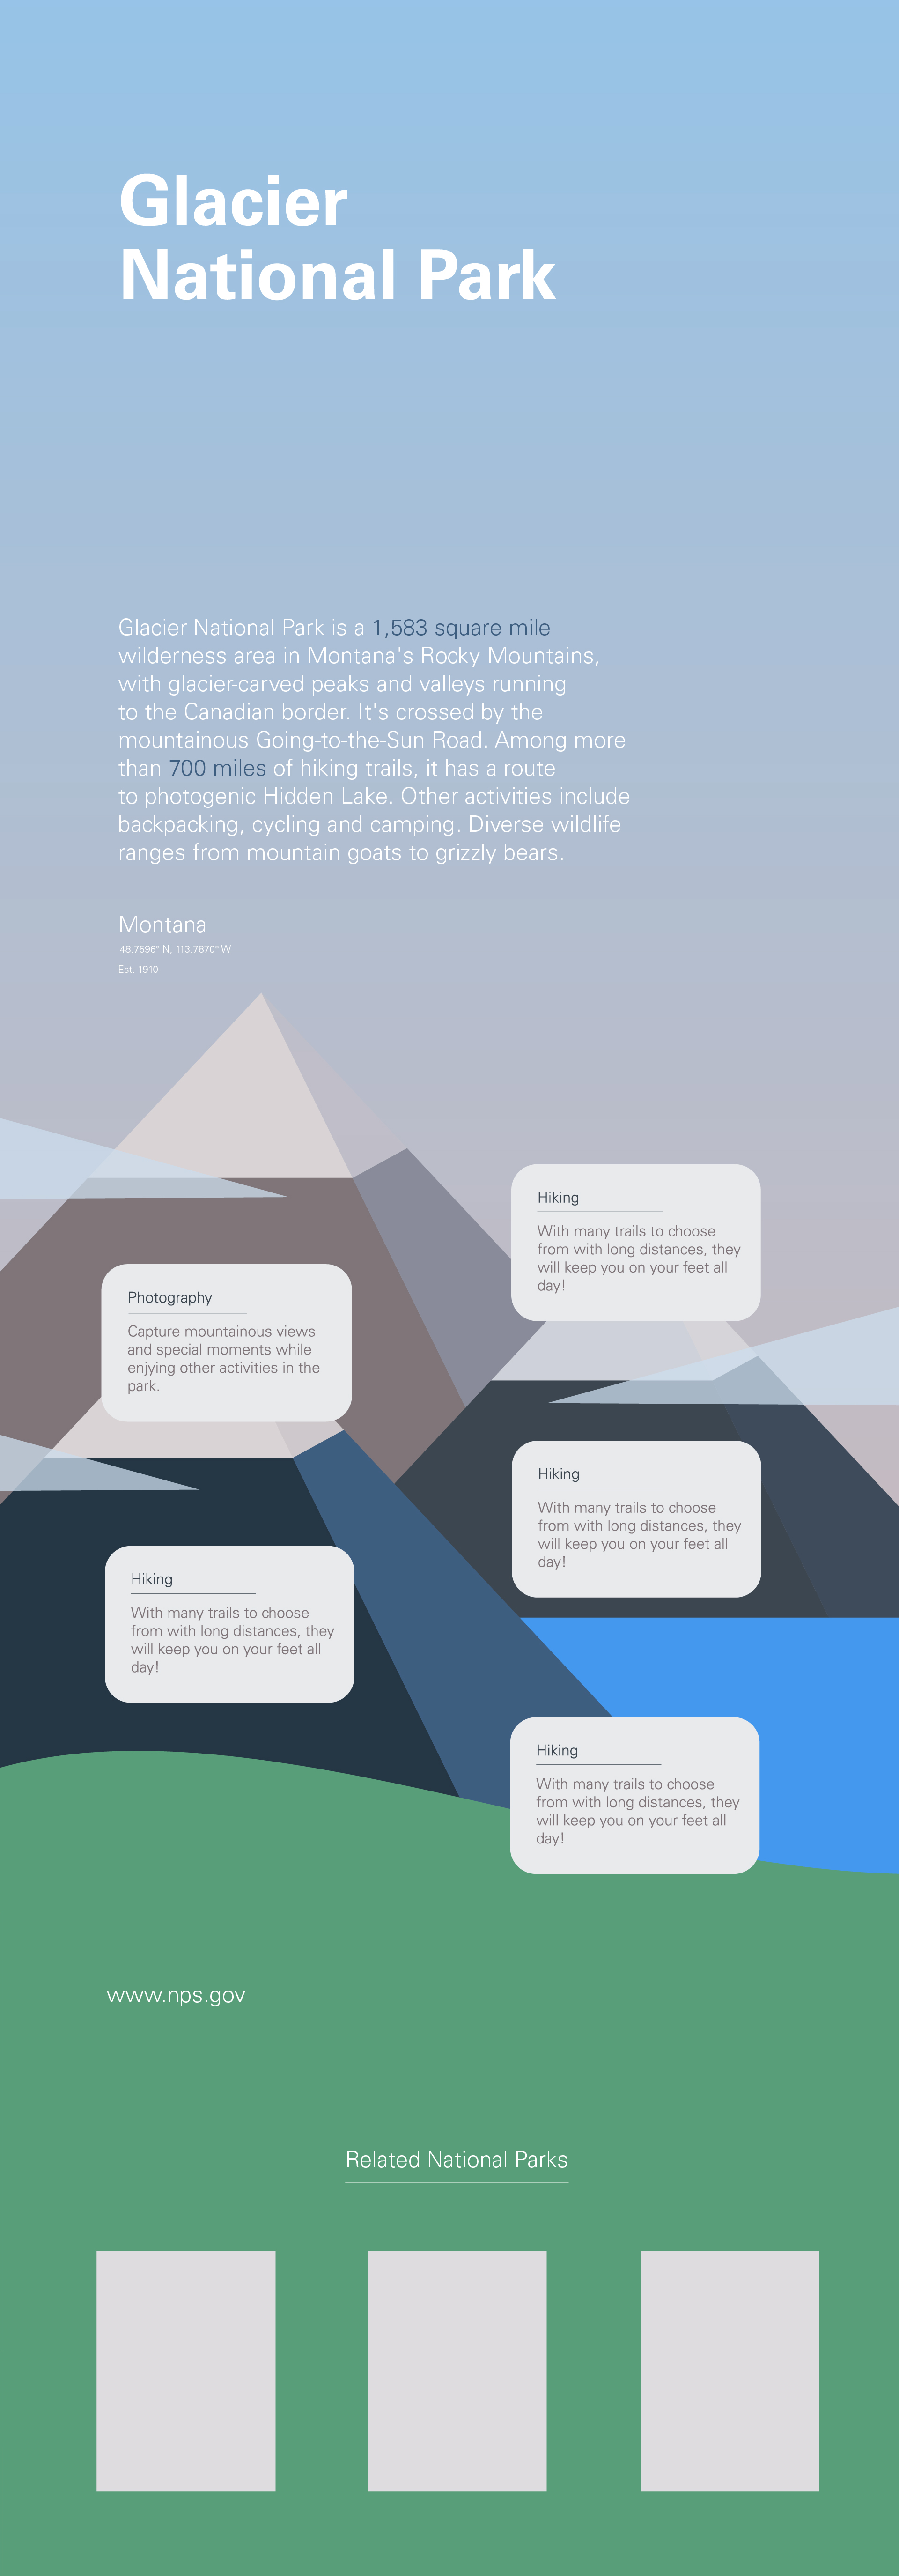 Glacier
National Park
Glacier National Park is a 1,583 square mile
wilderness area in Montana's Rocky Mountains,
with glacier-carved peaks and valleys running
to the Canadian border. It's crossed by the
mountainous Going-to-the-Sun Road. Among more
than 700 miles of hiking trails, it has a route
to photogenic Hidden Lake. Other activities include
backpacking, cycling and camping. Diverse wildlife
ranges from mountain goats to grizzly bears.
Montana
48.7596° N, 113.7870° W
Est. 1910
Hiking
With many trails to choose
from with long distances, they
will keep you on your feet all
day!
Photography
Capture mountainous views
and special moments while
enjying other activities in the
park.
Hiking
With many trails to choose
from with long distances, they
will keep you on your feet all
day!
Hiking
With many trails to choose
from with long distances, they
will keep you on your feet all
day!
Hiking
With many trails to choose
from with long distances, they
will keep you on your feet all
day!
www.nps.gov
Related National Parks